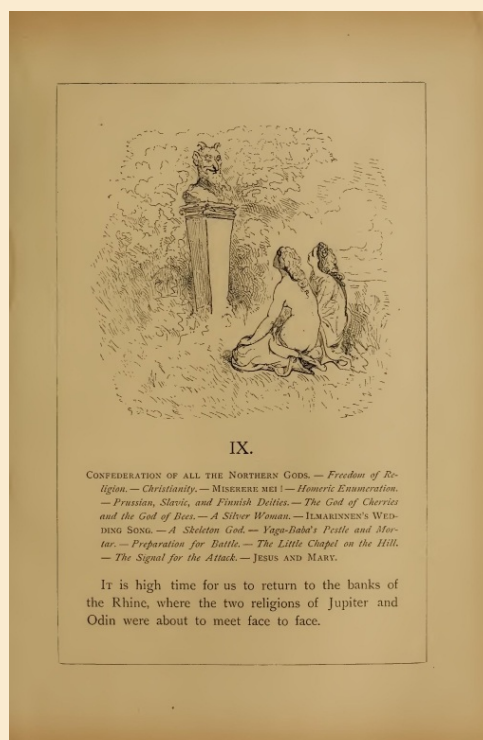 IX.
CONFEDERATION OF ALL THE NORTHERN GODS. — Freedom of Re-
ligion. — Christianity. — MISERERE MEI! — Homeric Enumeration.
— Prussian, Slavic, and Finnish Deities. — The God of Cherries
and the God of Bees. — A Silver Woman. — ILMARINNEN'S WED-
DING SONG. — A Skeleton God. — Yaga-Baba's Pestle and Mor-
tar. — Preparation for Battle. — The Little Chapel on the Hill.
— The Signal for the Attack. — JESUS AND MARY.
IT is high time for us to return to the banks of
the Rhine, where the two religions of Jupiter and
Odin were about to meet face to face.